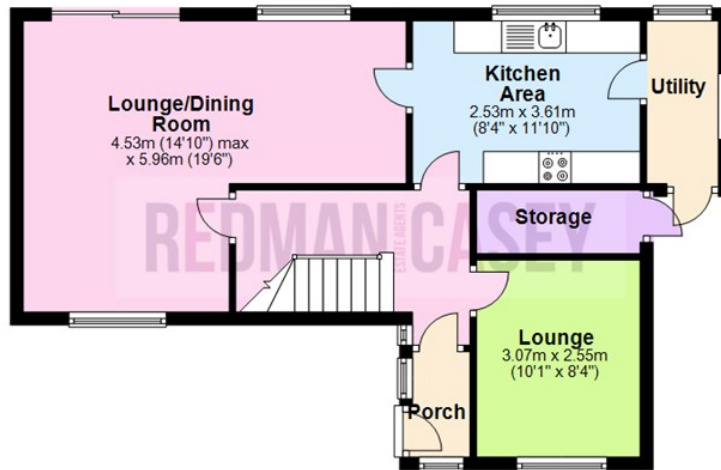 Lounge/Dining
Room
4.53m (14'10") max
x 5.96m (19'6")
Kitchen
Area
2.53m x 3.61m
(8'4" x 11'10")
Utility
Storage
REDMAN CASEY
ESTATE AGENTS
Lounge
3.07m x 2.55m
(10'1" x 8'4")
Porch